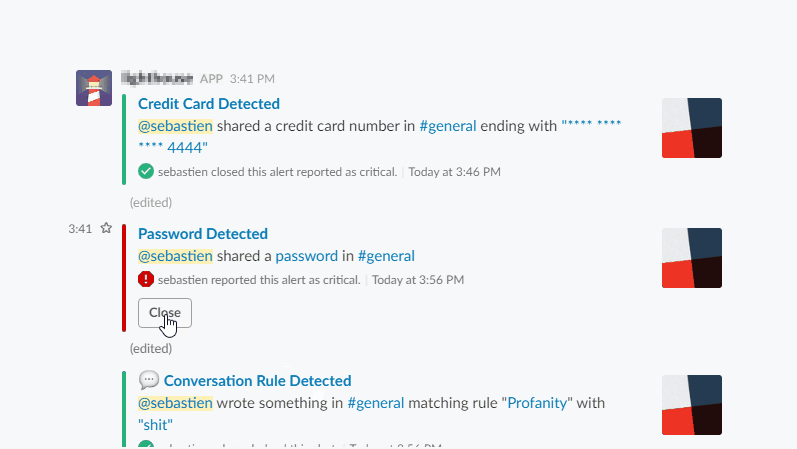 APP 3:41 PM
Credit Card Detected
@sebastien shared a credit card number in #general ending with "**** ****
**** 4444"
sebastien closed this alert reported as critical. | Today at 3:46 PM
(edited)
3:41
Password Detected
@sebastien shared a password in #general
sebastien reported this alert as critical. | Today at 3:56 PM
Close
(edited)
Conversation Rule Detected
@sebastien wrote something in #general matching rule "Profanity" with
"shit"